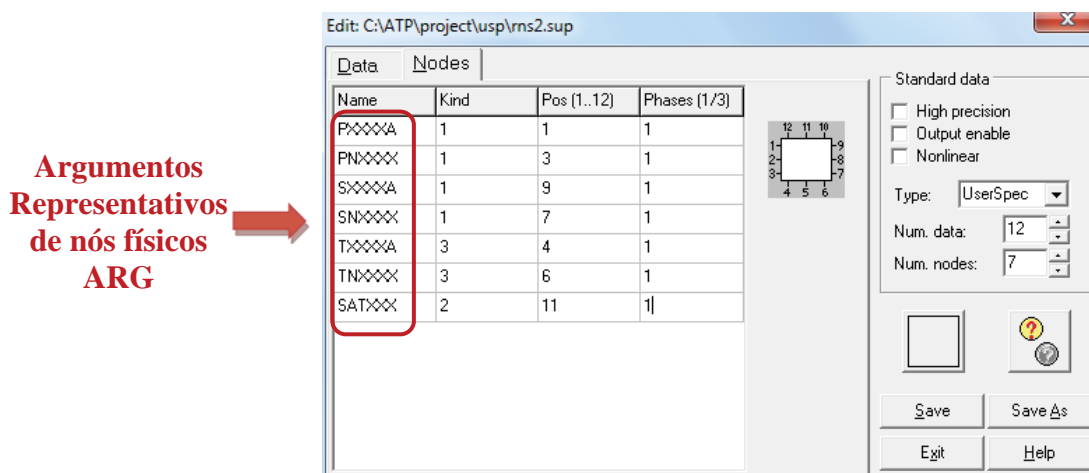 Edit: C:\ATP\project\usp\rns2.sup
x
Data Nodes
Name Kind Pos (1..12) Phases (1/3)
PXXXXA 1 1 1
PNXXXX 1 3 1
SXXXXA 1 9 1
SNXXXX 1 7 1
TXXXXA 3 4 1
TNXXXX 3 6 1
SATXXX 2 11 1
12 11 10
1 9
2 8
3 7
4 5 6
Standard data
High precision
Output enable
Nonlinear
Type: UserSpec
Num. data: 12
Num. nodes: 7
? ?
Save Save As
Exit Help
Argumentos
Representativos
de nós físicos
ARG